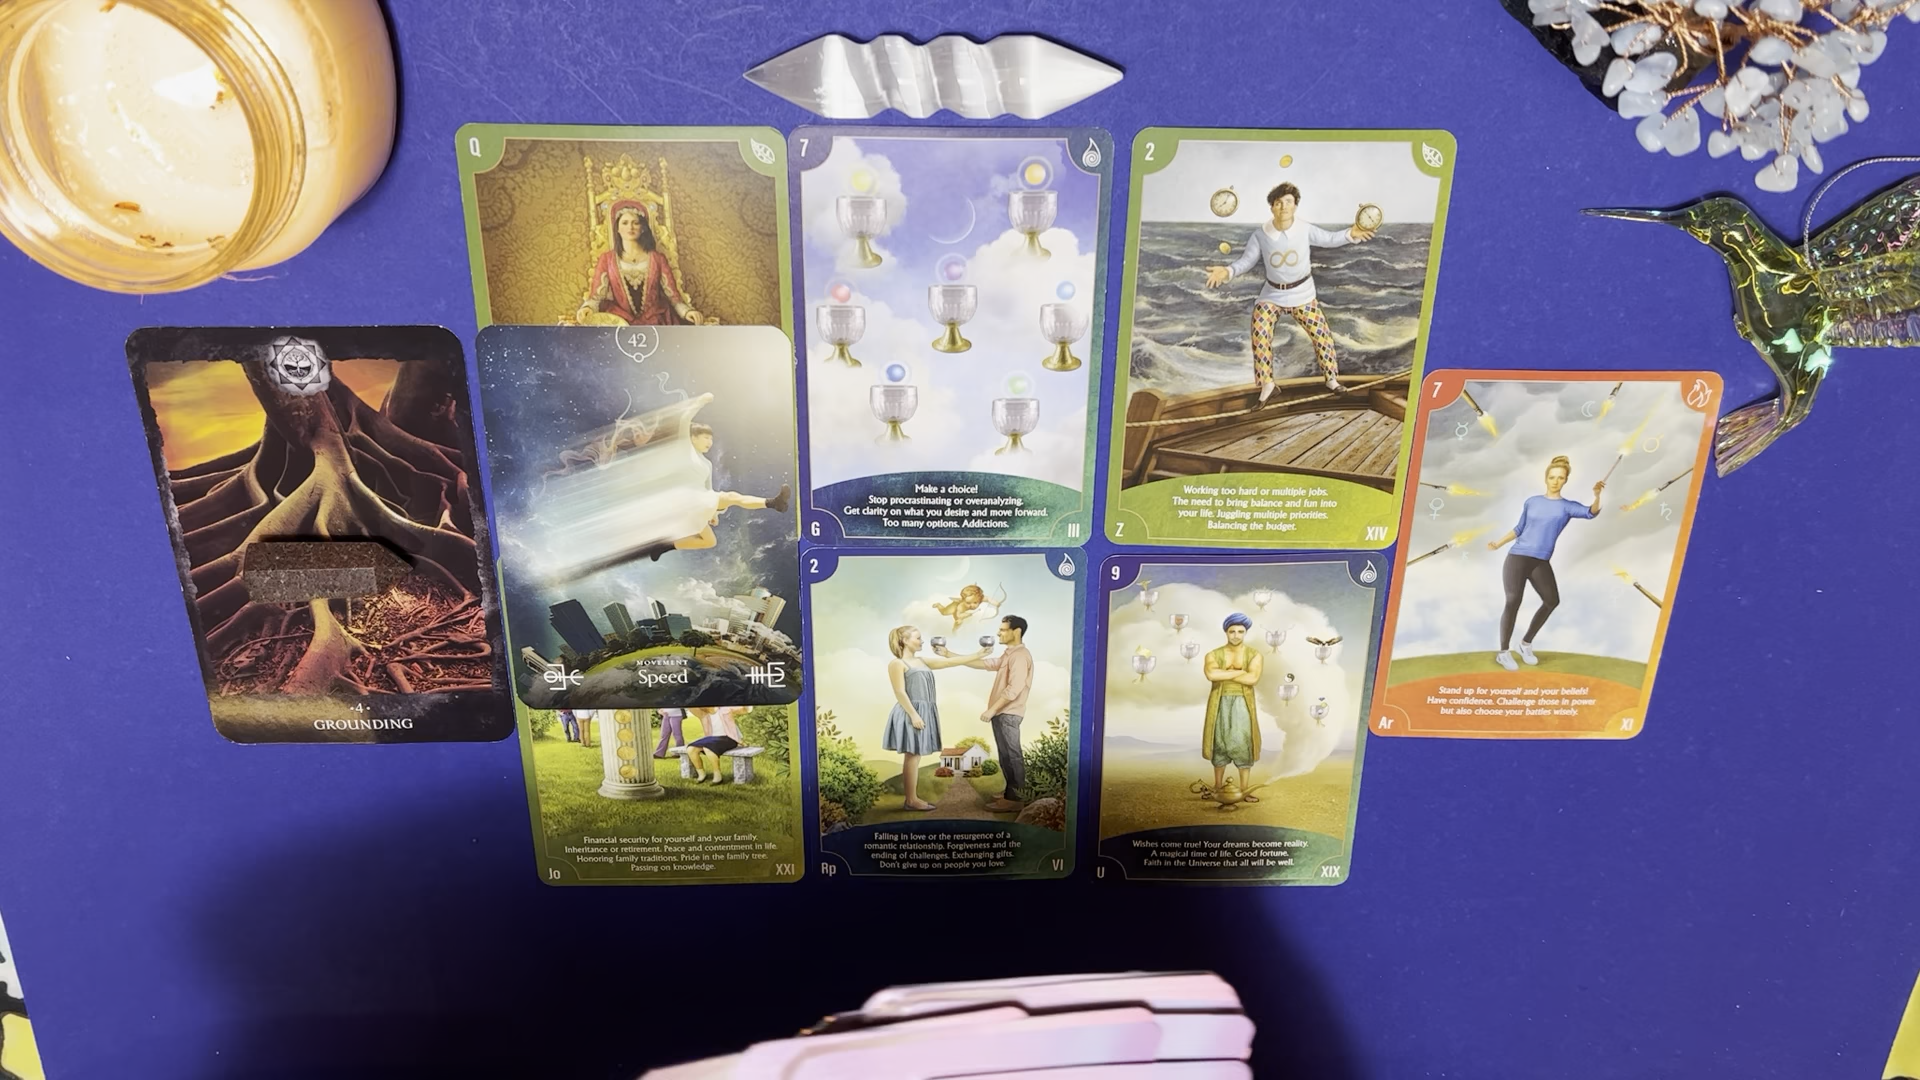 Q
7
Make a choice!
Stop procrastinating or overanalyzing.
Get clarity on what you desire and move forward.
Too many options. Addictions.
G
III
2
Working too hard or multiple jobs.
The need to bring balance and fun into
your life. Juggling multiple priorities.
Balancing the budget.
Z
XIV
•4•
GROUNDING
42
MOVEMENT
Speed
7
Stand up for yourself and your beliefs!
Have confidence. Challenge those in power
but also choose your battles wisely.
Ar
XI
Financial security for yourself and your family.
Inheritance or retirement. Peace and contentment in life.
Honoring family traditions. Pride in the family tree.
Passing on knowledge.
Jo
XXI
2
Falling in love or the resurgence of a
romantic relationship. Forgiveness and the
ending of challenges. Exchanging gifts.
Don't give up on people you love.
Rp
VI
9
Wishes come true! Your dreams become reality.
A magical time of life. Good fortune.
Faith in the Universe that all will be well.
U
XIX